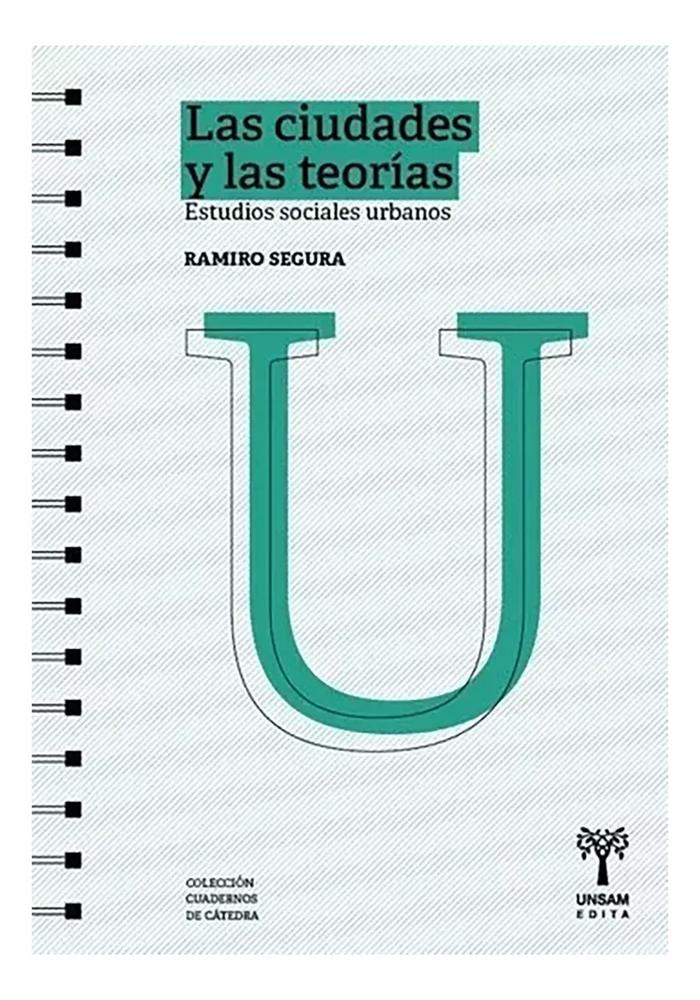 Las ciudades
y las teorías
Estudios sociales urbanos
RAMIRO SEGURA
U
COLECCIÓN
CUADERNOS
DE CÁTEDRA
UNSAM
EDITA